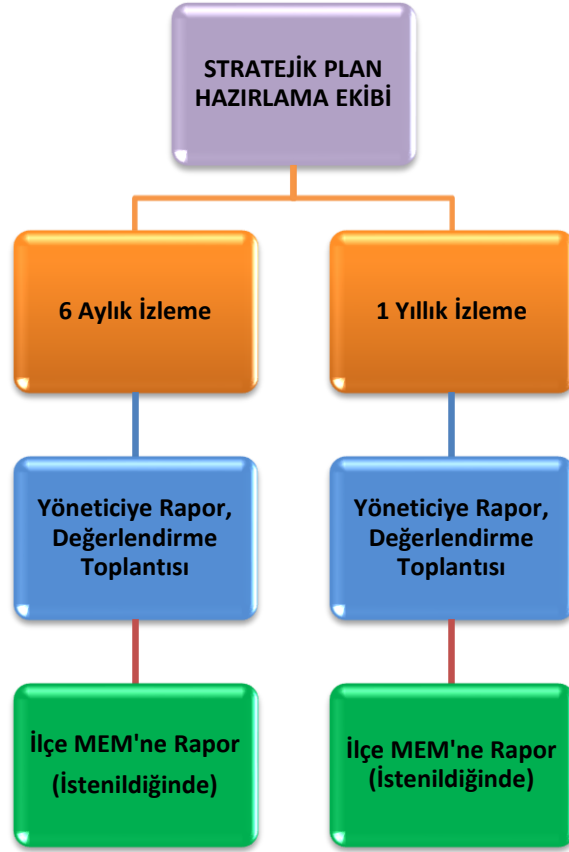 STRATEJİK PLAN
HAZIRLAMA EKİBİ
6 Aylık İzleme
1 Yıllık İzleme
Yöneticiye Rapor,
Değerlendirme
Toplantısı
Yöneticiye Rapor,
Değerlendirme
Toplantısı
İlçe MEM'ne Rapor
(İstenildiğinde)
İlçe MEM'ne Rapor
(İstenildiğinde)